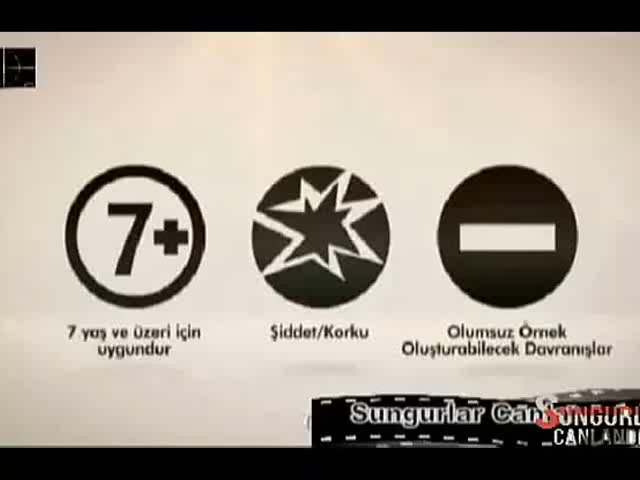 7+
7 yaş ve üzeri için
uygundur
Şiddet/Korku
Olumsuz Örnek
Oluşturabilecek Davranışlar
Sungurlar